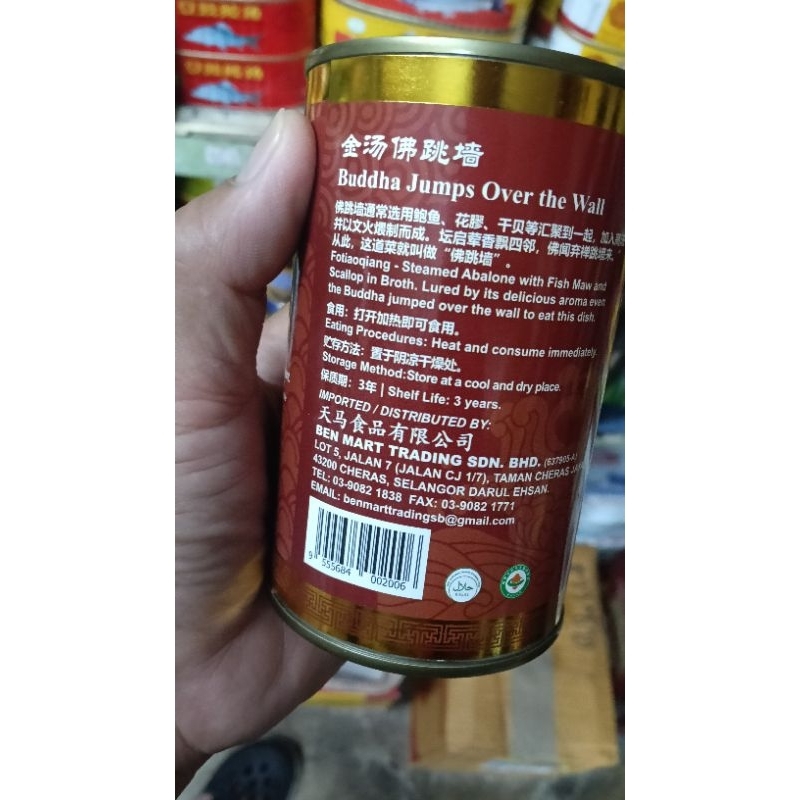 金汤佛跳墙
Buddha Jumps Over the Wall
佛跳墙通常选用鲍鱼、花膠、干贝等汇聚到一起，加入
并以文火煨制而成。坛启荤香飘四邻，佛闻弃禅跳墙来。"
从此，这道菜就叫做"佛跳墙"。
Fotiaoqiang - Steamed Abalone with Fish Maw and
Scallop in Broth. Lured by its delicious aroma even
the Buddha jumped over the wall to eat this dish.
食用：打开加热即可食用。
Eating Procedures: Heat and consume immediately.
贮存方法：置于阴凉干燥处。
Storage Method:Store at a cool and dry place.
保质期：3年 | Shelf Life: 3 years.
IMPORTED / DISTRIBUTED BY:
天马食品有限公司
BEN MART TRADING SDN. BHD. (637905-A)
LOT 5, JALAN 7 (JALAN CJ 1/7), TAMAN CHERAS
43200 CHERAS, SELANGOR DARUL EHSAN.
TEL: 03-9082 1838 FAX: 03-9082 1771
EMAIL: benmarttradingsb@gmail.com
9 555684 002006
حلال